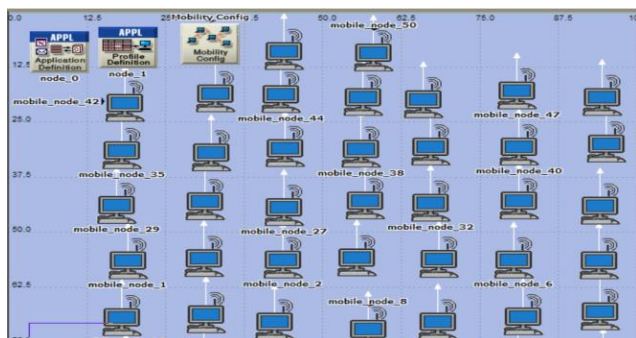 0.0 12.5 25. Mobility Config 50.0 62.5 75.0 87.5
mobile_node_50
APPL
Application
Definition
APPL
Profile
Definition
Mobility
Config
12.5
node_0
node_1
mobile_node_42
mobile_node_44
mobile_node_47
25.0
mobile_node_35
mobile_node_38
mobile_node_40
37.5
mobile_node_29
mobile_node_27
mobile_node_32
50.0
mobile_node_1
mobile_node_2
mobile_node_6
62.5
mobile_node_8